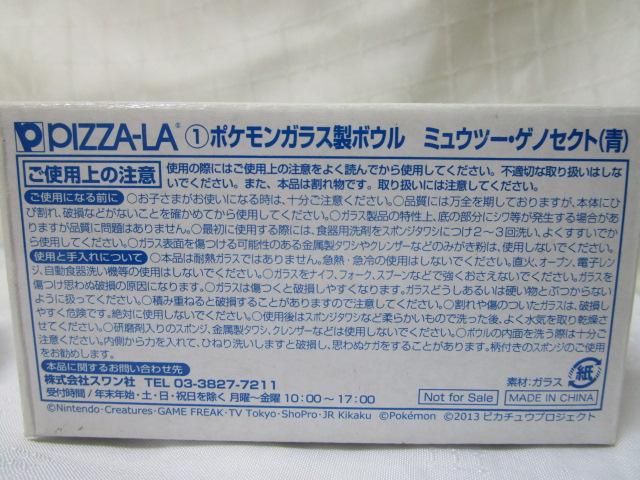 PIZZA-LA® ①ポケモンガラス製ボウル ミュウツー・ゲノセクト(青)
ご使用上の注意
使用の際にはご使用上の注意をよく読んでから使用してください。不適切な取り扱いはしな
いでください。また、本品は割れ物です。取り扱いには注意してください。
ご使用になる前に ○お子さまがお使いになる時は、十分ご注意ください。○品質には万全を期しておりますが、本体にひ
び割れ、破損などがないことを確かめてから使用してください。○ガラス製品の特性上、底の部分にシワ等が発生する場合があ
りますが品質に問題はありません。○最初に使用する際には、食器用洗剤をスポンジタワシにつけ2～3回洗い、よくすすいでか
ら使用してください。○ガラス表面を傷つける可能性のある金属製タワシやクレンザーなどのみがき粉は、使用しないでください。
使用と手入れについて ○本品は耐熱ガラスではありません。急熱・急冷の使用はしないでください。直火、オーブン、電子レン
ジ、自動食器洗い機等の使用はしないでください。○ガラスをナイフ、フォーク、スプーンなどで強くおさえないでください。ガラスを
傷つけ思わぬ破損の原因になります。○ガラスは傷つくと破損しやすくなります。ガラスどうしあるいは硬い物とぶつからない
ように扱ってください。○積み重ねると破損することがありますので注意してください。○割れや傷のついたガラスは、破損し
やすく危険です。絶対に使用しないでください。○使用後はスポンジタワシなど柔らかいもので洗った後、よく水気を取り乾燥さ
せてください。○研磨剤入りのスポンジ、金属製タワシ、クレンザーなどは使用しないでください。○ボウルの内面を洗う際は十分ご
注意ください。内側から力を入れて、ひねり洗いしますと破損し、思わぬケガをすることがあります。柄付きのスポンジのご使用
をお勧めします。
本品に関するお問い合わせ先
株式会社スワン社 TEL 03-3827-7211
受付時間/年末年始・土・日・祝日を除く 月曜～金曜 10:00～17:00
素材:ガラス
紙
Not for Sale
MADE IN CHINA
©Nintendo・Creatures・GAME FREAK・TV Tokyo・ShoPro・JR Kikaku ©Pokémon ©2013 ピカチュウプロジェクト